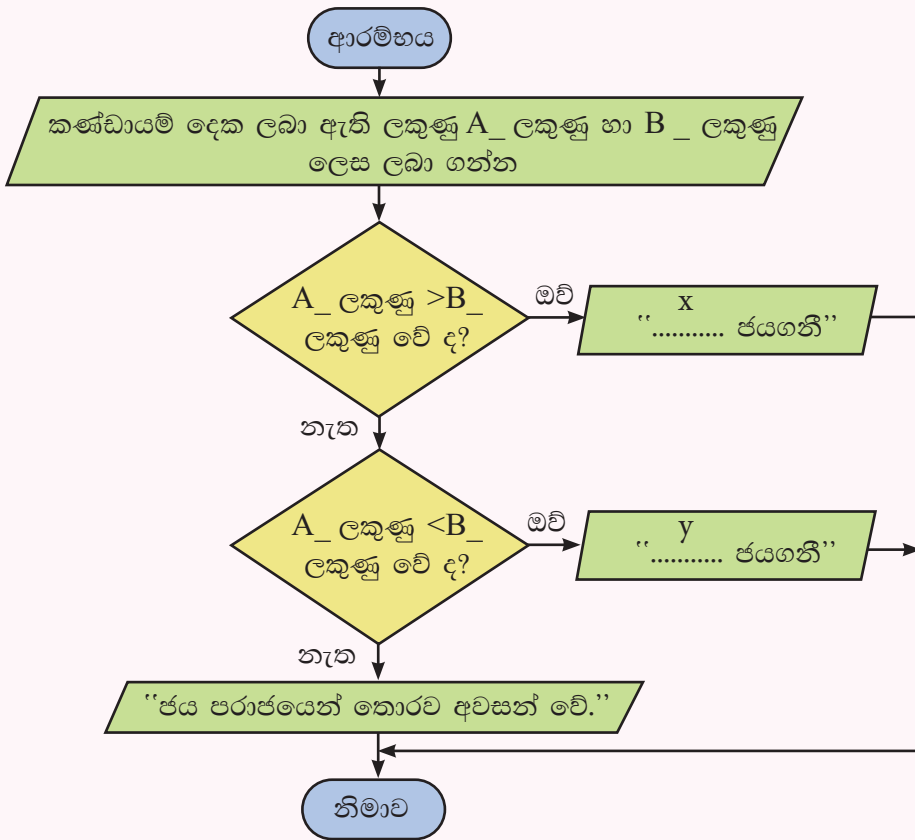 ආරම්භය
කණ්ඩායම් දෙක ලබා ඇති ලකුණු A_ ලකුණු හා B _ ලකුණු
ලෙස ලබා ගන්න
A_ ලකුණු >B_
ලකුණු වේ ද?
ඔව්
x
“........... ජයගනී”
නැත
A_ ලකුණු <B_
ලකුණු වේ ද?
ඔව්
y
“........... ජයගනී”
නැත
“ජය පරාජයෙන් තොරව අවසන් වේ.”
නිමාව